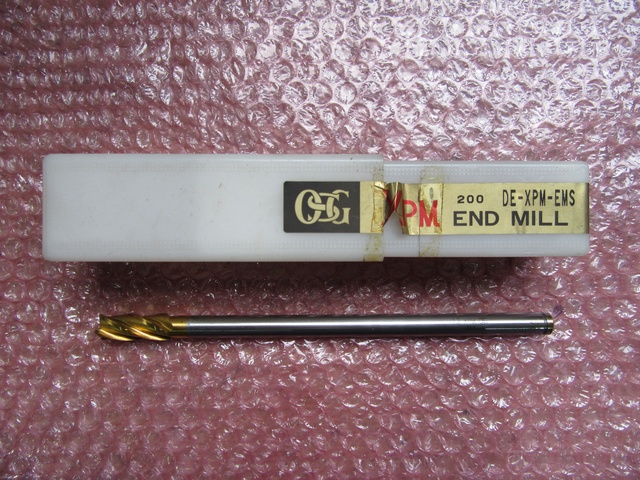 OSG XPM 200 DE-XPM-EMS
END MILL